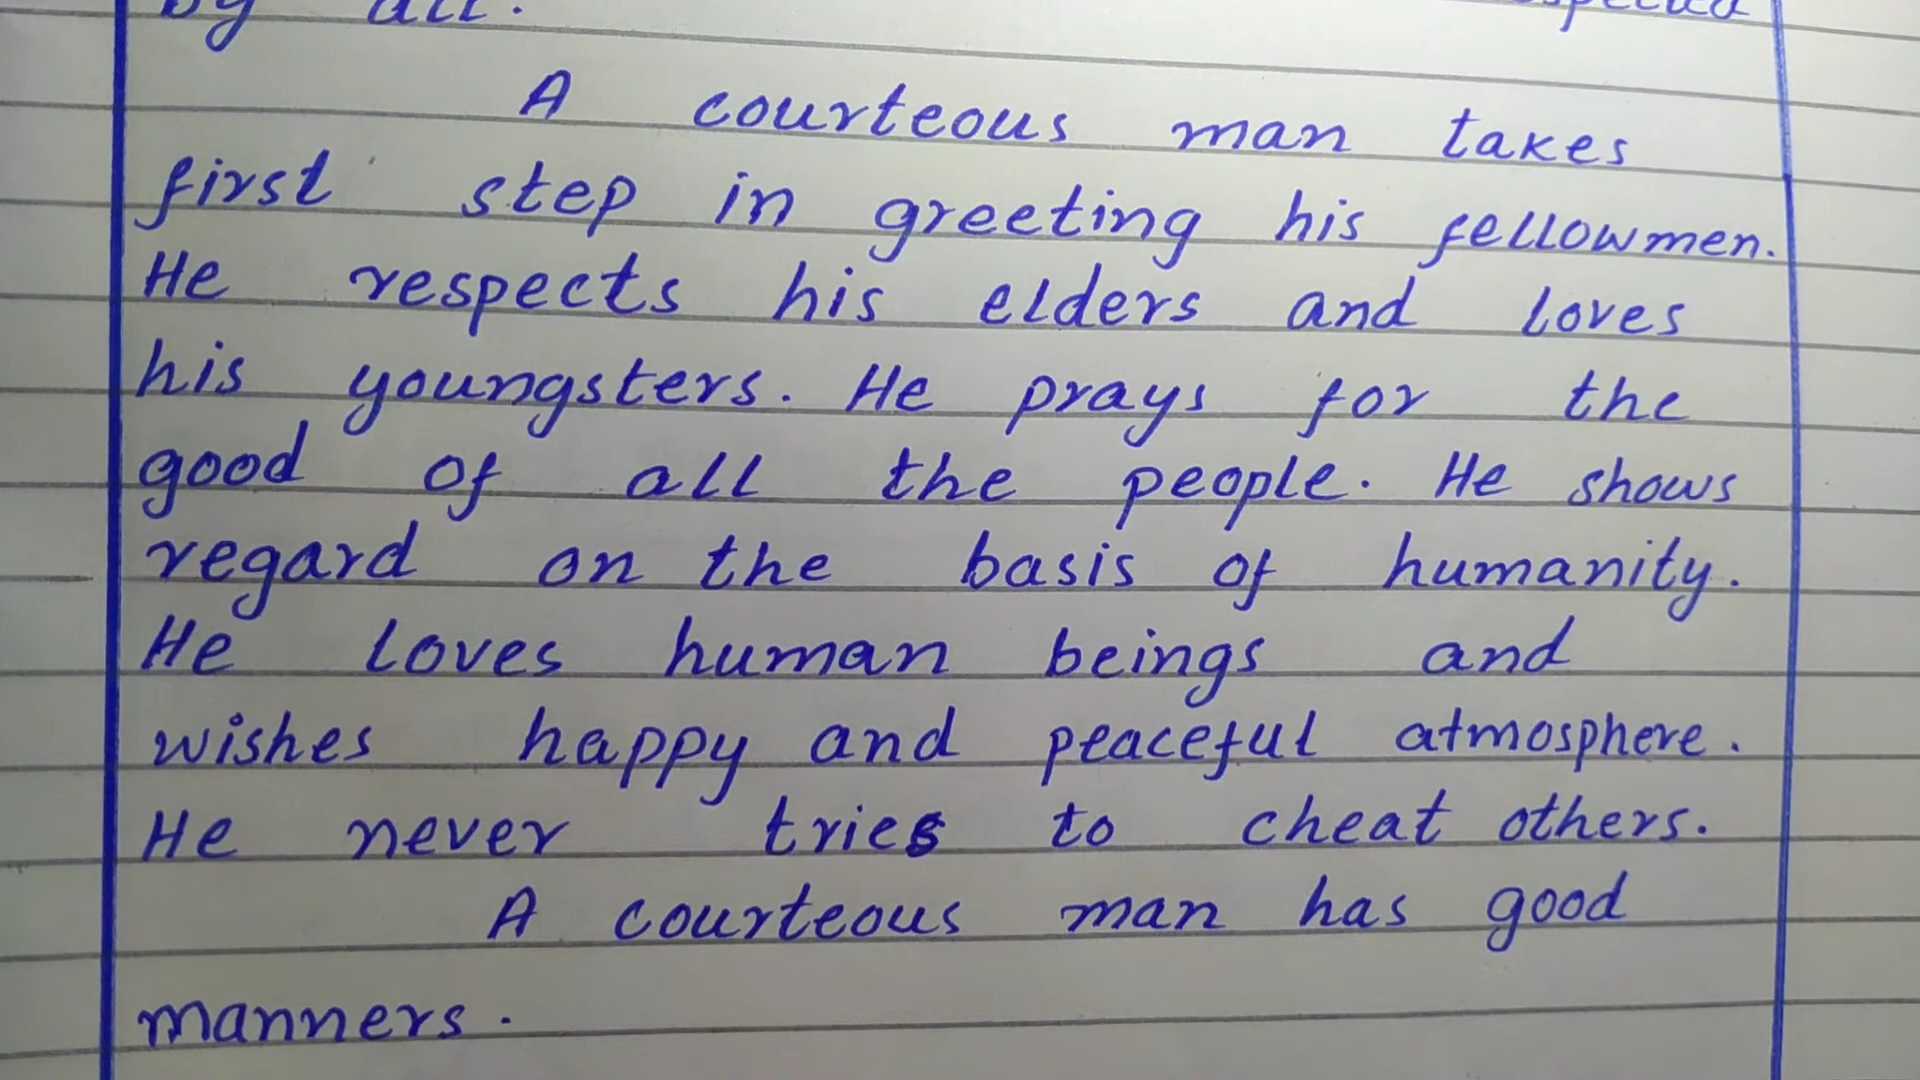 by all.
A courteous man takes
first step in greeting his fellowmen.
He respects his elders and loves
his youngsters. He prays for the
good of all the people. He shows
regard on the basis of humanity.
He loves human beings and
wishes happy and peaceful atmosphere.
He never tries to cheat others.
A courteous man has good
manners.